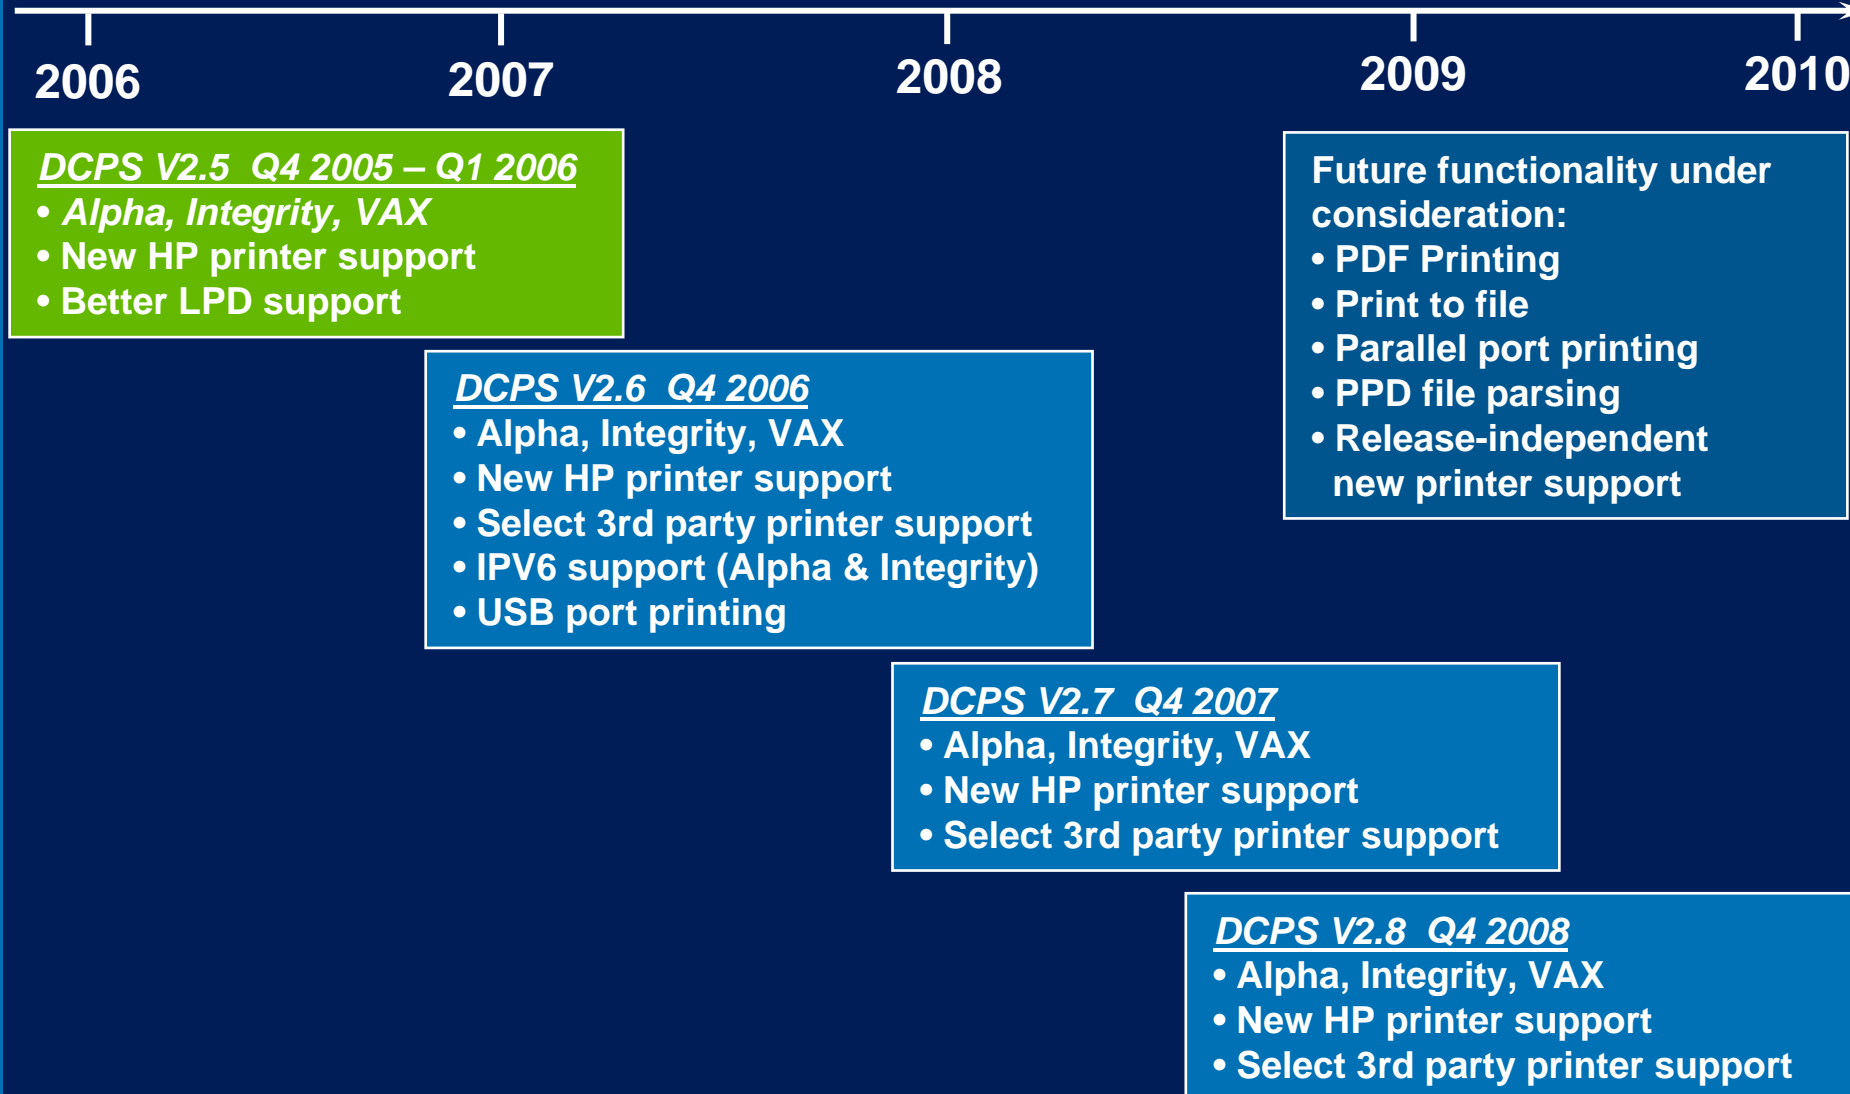 2006 2007 2008 2009 2010
DCPS V2.5 Q4 2005 – Q1 2006
• Alpha, Integrity, VAX
• New HP printer support
• Better LPD support
Future functionality under
consideration:
• PDF Printing
• Print to file
• Parallel port printing
• PPD file parsing
• Release-independent
new printer support
DCPS V2.6 Q4 2006
• Alpha, Integrity, VAX
• New HP printer support
• Select 3rd party printer support
• IPV6 support (Alpha & Integrity)
• USB port printing
DCPS V2.7 Q4 2007
• Alpha, Integrity, VAX
• New HP printer support
• Select 3rd party printer support
DCPS V2.8 Q4 2008
• Alpha, Integrity, VAX
• New HP printer support
• Select 3rd party printer support